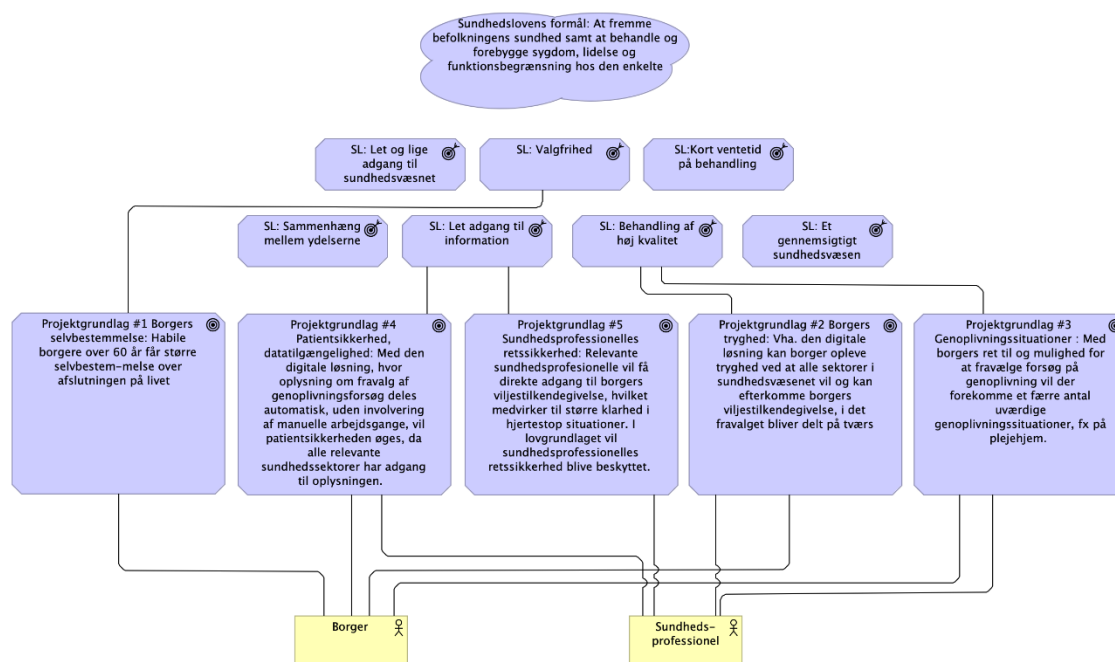 Sundhedslovens formål: At fremme
befolkningens sundhed samt at behandle og
forebygge sygdom, lidelse og
funktionsbegrænsning hos den enkelte
SL: Let og lige
adgang til
sundhedsvæsnet
SL: Valgfrihed
SL:Kort ventetid
på behandling
SL: Sammenhæng
mellem ydelserne
SL: Let adgang til
information
SL: Behandling af
høj kvalitet
SL: Et
gennemsigtigt
sundhedsvæsen
Projektgrundlag #1 Borgers
selvbestemmelse: Habile
borgere over 60 år får større
selvbestem-melse over
afslutningen på livet
Projektgrundlag #4
Patientsikkerhed,
datatilgængelighed: Med den
digitale løsning, hvor
oplysning om fravalg af
genoplivningsforsøg deles
automatisk, uden involvering
af manuelle arbejdsgange, vil
patientsikkerheden øges, da
alle relevante
sundhedssektorer har adgang
til oplysningen.
Projektgrundlag #5
Sundhedsprofessionelles
retssikkerhed: Relevante
sundhedsprofesionelle vil få
direkte adgang til borgers
viljestilkendegivelse, hvilket
medvirker til større klarhed i
hjertestop situationer. I
lovgrundlaget vil
sundhedsprofessionelles
retssikkerhed blive beskyttet.
Projektgrundlag #2 Borgers
tryghed: Vha. den digitale
løsning kan borger opleve
tryghed ved at alle sektorer i
sundhedsvæsenet vil og kan
efterkomme borgers
viljestilkendegivelse, i det
fravalget bliver delt på tværs
Projektgrundlag #3
Genoplivningssituationer : Med
borgers ret til og mulighed for
at fravælge forsøg på
genoplivning vil der
forekomme et færre antal
uværdige
genoplivningssituationer, fx på
plejehjem.
Borger
Sundheds-
professionel